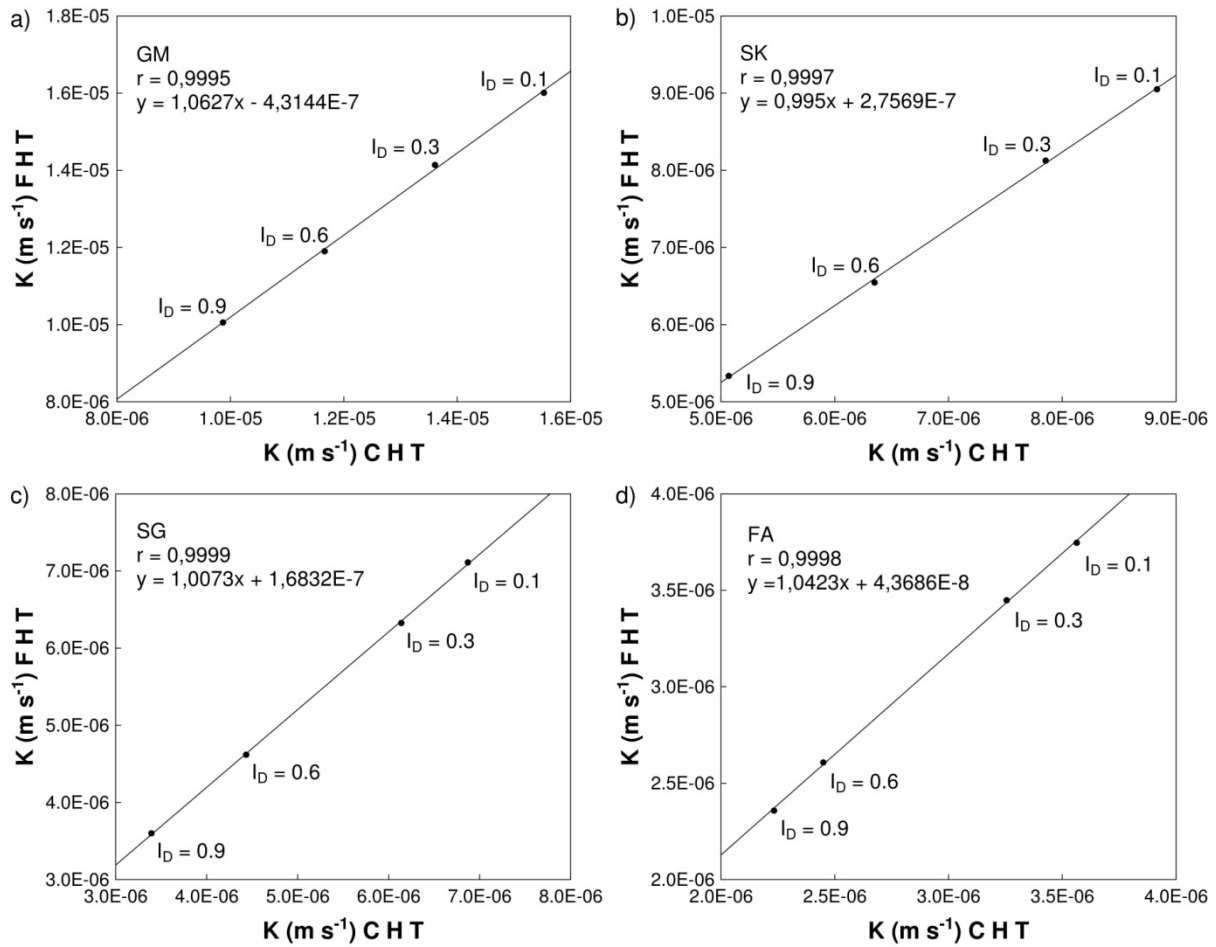 a)
1.8E-05
1.6E-05
1.4E-05
1.2E-05
1.0E-05
8.0E-06
K (m s⁻¹) F H T
GM
r = 0,9995
y = 1,0627x - 4,3144E-7
I_D = 0.1
I_D = 0.3
I_D = 0.6
I_D = 0.9
8.0E-06 1.0E-05 1.2E-05 1.4E-05 1.6E-05
K (m s⁻¹) C H T
b)
1.0E-05
9.0E-06
8.0E-06
7.0E-06
6.0E-06
5.0E-06
K (m s⁻¹) F H T
SK
r = 0,9997
y = 0,995x + 2,7569E-7
I_D = 0.1
I_D = 0.3
I_D = 0.6
I_D = 0.9
5.0E-06 6.0E-06 7.0E-06 8.0E-06 9.0E-06
K (m s⁻¹) C H T
c)
8.0E-06
7.0E-06
6.0E-06
5.0E-06
4.0E-06
3.0E-06
K (m s⁻¹) F H T
SG
r = 0,9999
y = 1,0073x + 1,6832E-7
I_D = 0.1
I_D = 0.3
I_D = 0.6
I_D = 0.9
3.0E-06 4.0E-06 5.0E-06 6.0E-06 7.0E-06 8.0E-06
K (m s⁻¹) C H T
d)
4.0E-06
3.5E-06
3.0E-06
2.5E-06
2.0E-06
K (m s⁻¹) F H T
FA
r = 0,9998
y =1,0423x + 4,3686E-8
I_D = 0.1
I_D = 0.3
I_D = 0.6
I_D = 0.9
2.0E-06 2.5E-06 3.0E-06 3.5E-06 4.0E-06
K (m s⁻¹) C H T